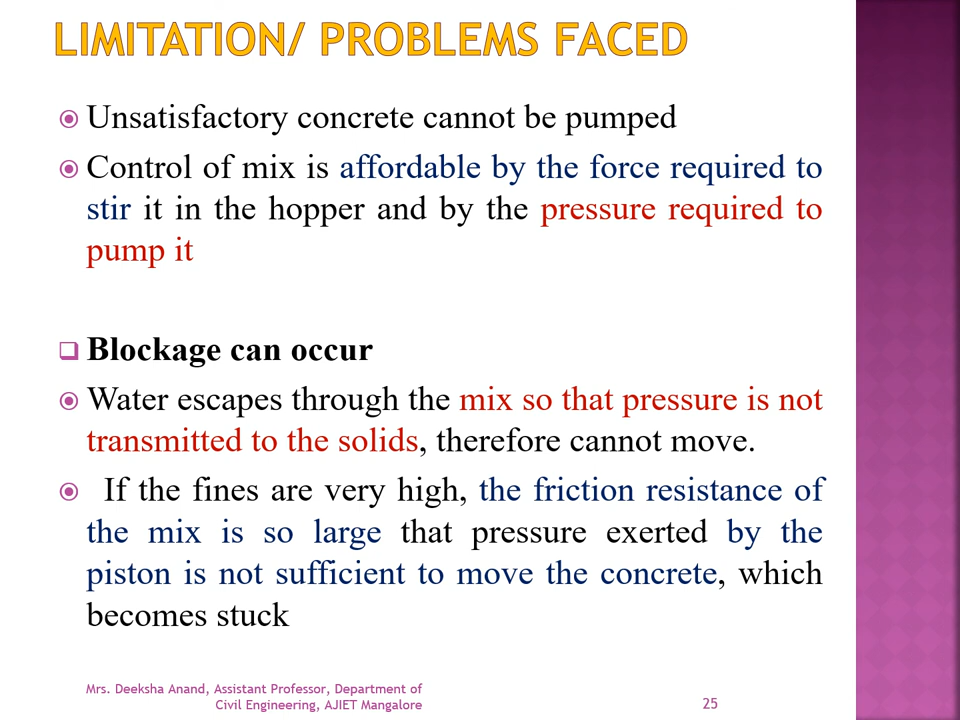 LIMITATION/ PROBLEMS FACED
Unsatisfactory concrete cannot be pumped
Control of mix is affordable by the force required to
stir it in the hopper and by the pressure required to
pump it
Blockage can occur
Water escapes through the mix so that pressure is not
transmitted to the solids, therefore cannot move.
If the fines are very high, the friction resistance of
the mix is so large that pressure exerted by the
piston is not sufficient to move the concrete, which
becomes stuck
Mrs. Deeksha Anand, Assistant Professor, Department of
Civil Engineering, AJIET Mangalore
25